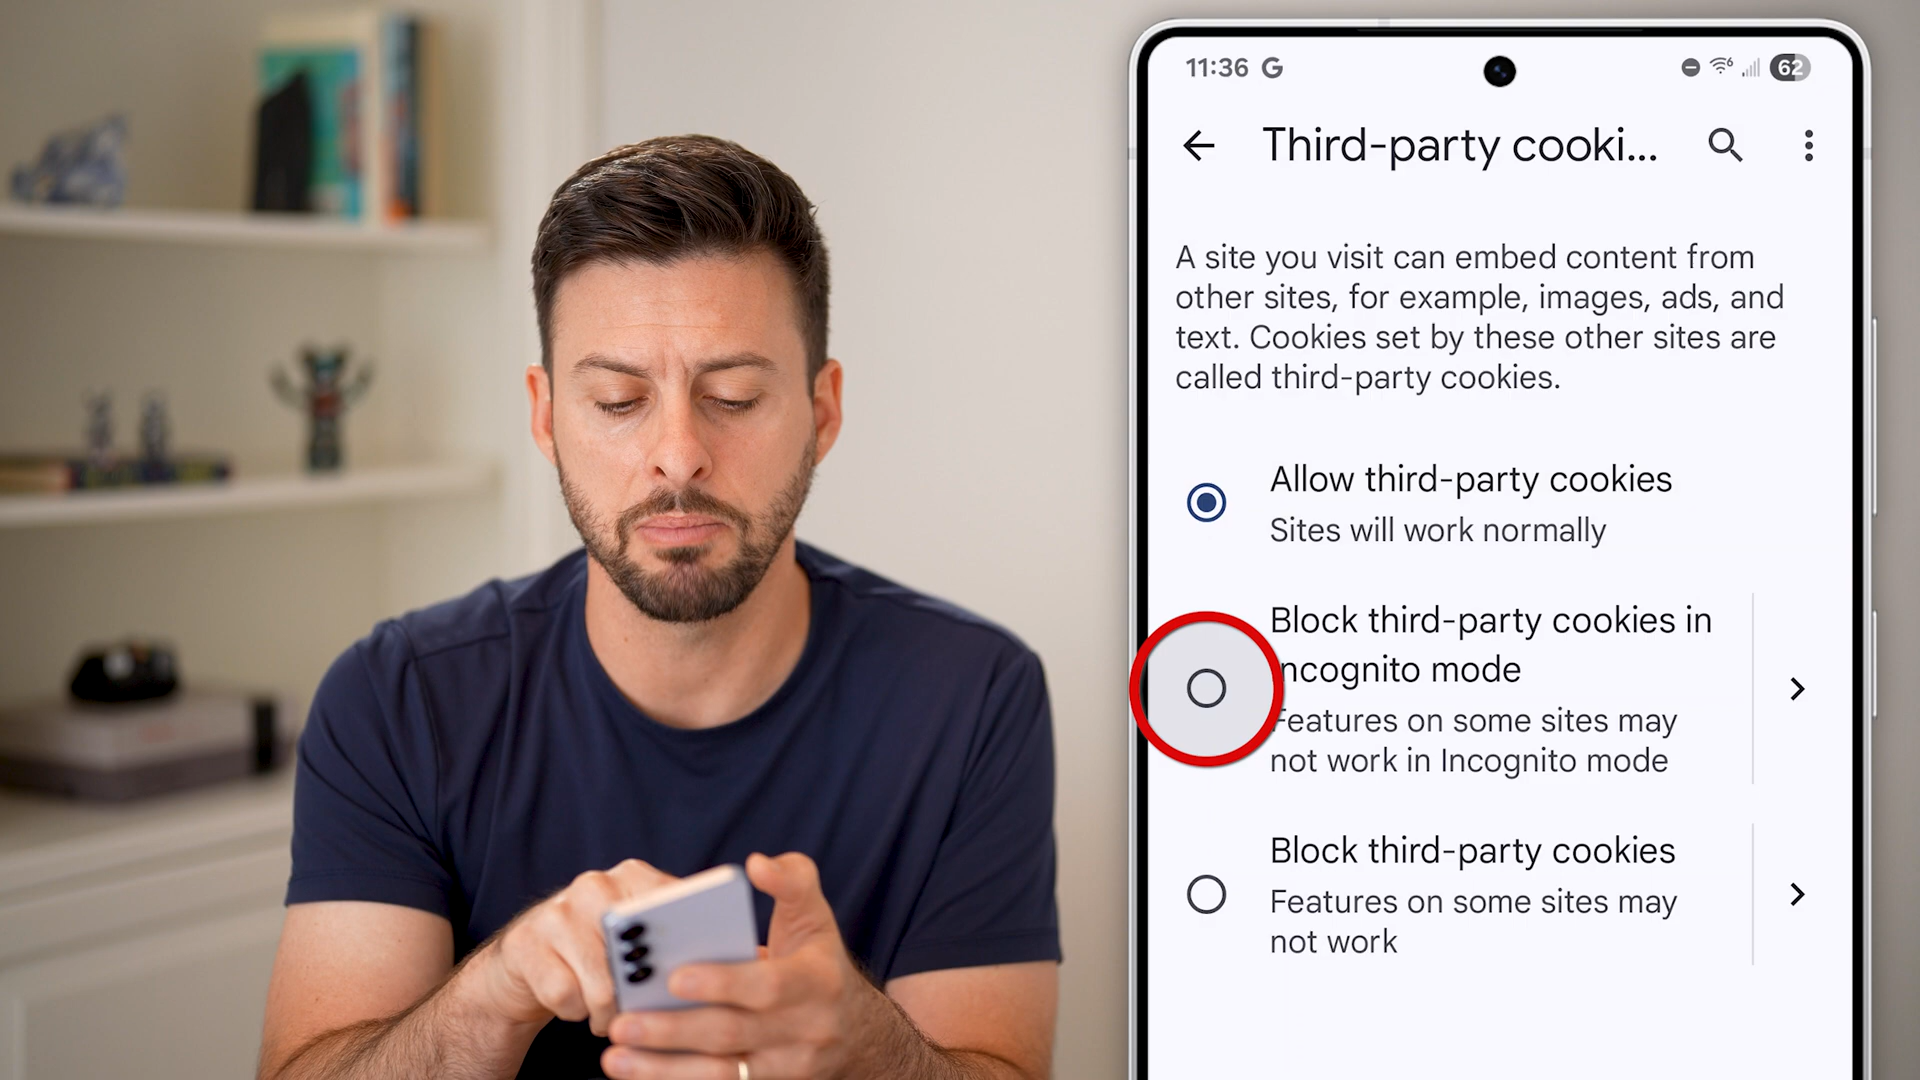 11:36 G
6
62
Third-party cooki...
A site you visit can embed content from
other sites, for example, images, ads, and
text. Cookies set by these other sites are
called third-party cookies.
Allow third-party cookies
Sites will work normally
Block third-party cookies in
ncognito mode
Features on some sites may
not work in Incognito mode
Block third-party cookies
Features on some sites may
not work